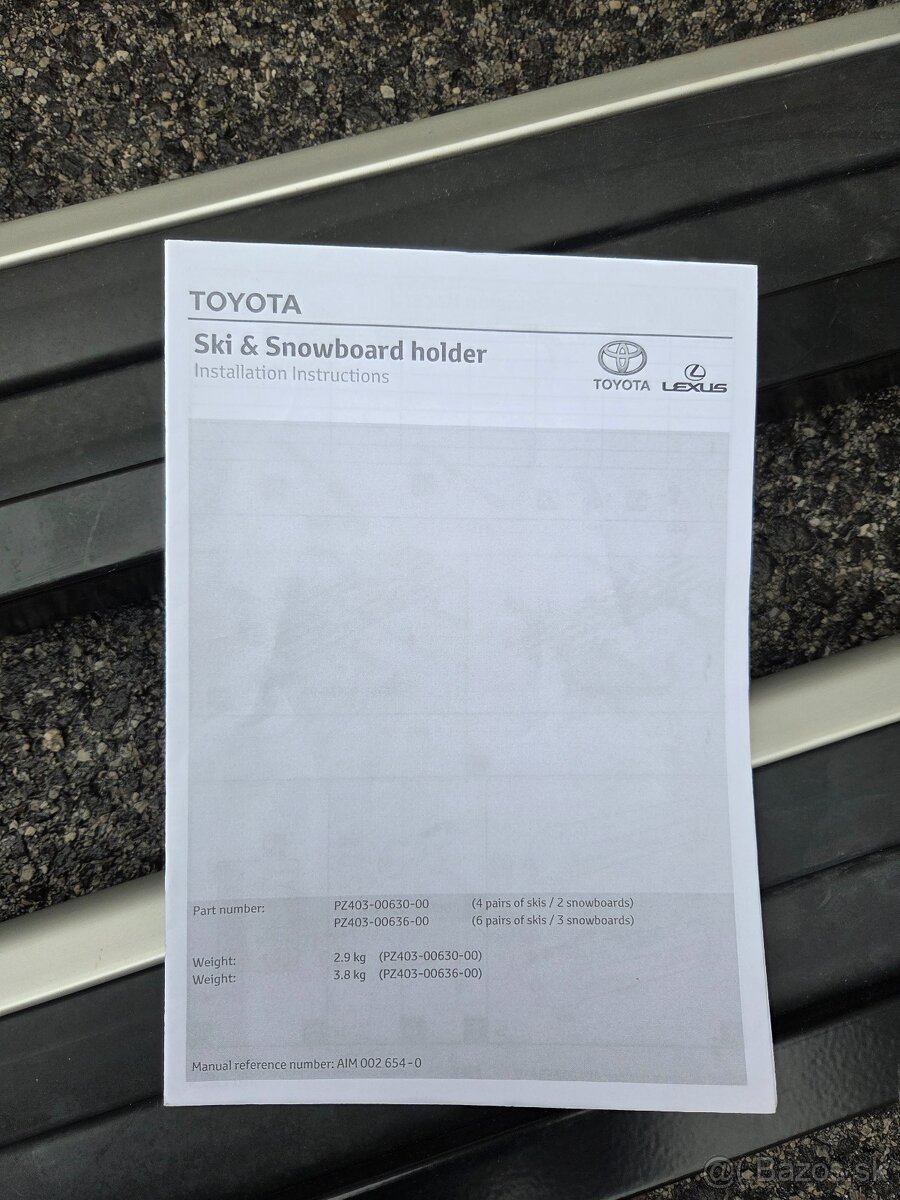 TOYOTA
Ski & Snowboard holder
Installation Instructions
TOYOTA LEXUS
Part number: PZ403-00630-00 (4 pairs of skis / 2 snowboards)
PZ403-00636-00 (6 pairs of skis / 3 snowboards)
Weight: 2.9 kg (PZ403-00630-00)
Weight: 3.8 kg (PZ403-00636-00)
Manual reference number: AIM 002 654-0
Bazos.sk